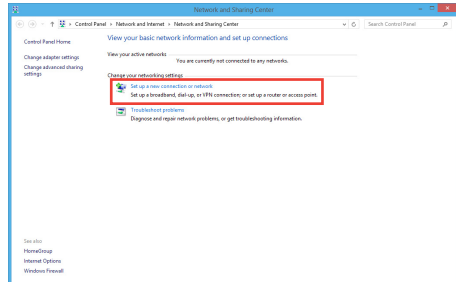 Network and Sharing Center
Control Panel › Network and Internet › Network and Sharing Center
Search Control Panel
Control Panel Home
Change adapter settings
Change advanced sharing
settings
View your basic network information and set up connections
View your active networks
You are currently not connected to any networks.
Change your networking settings
Set up a new connection or network
Set up a broadband, dial-up, or VPN connection; or set up a router or access point.
Troubleshoot problems
Diagnose and repair network problems, or get troubleshooting information.
See also
HomeGroup
Internet Options
Windows Firewall